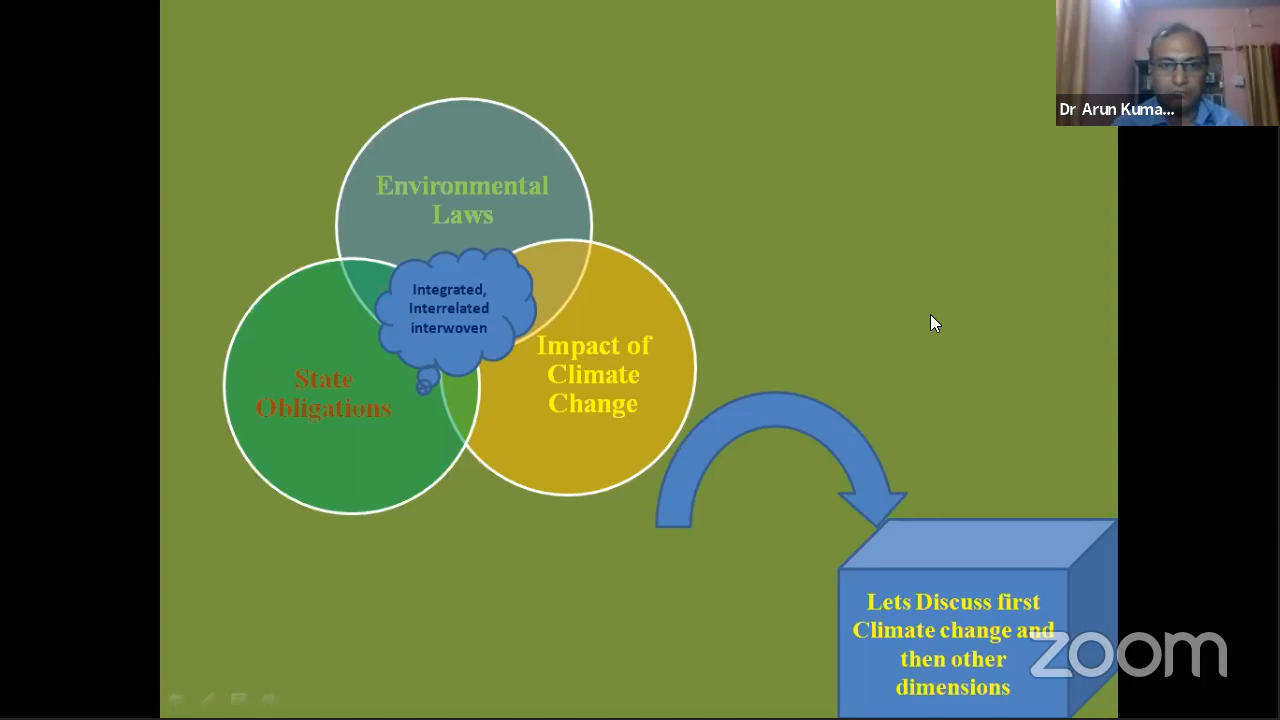 Dr Arun Kuma...
Environmental
Laws
Integrated,
Interrelated
interwoven
Impact of
Climate
Change
State
Obligations
Lets Discuss first
Climate change and
then other
dimensions
zoom